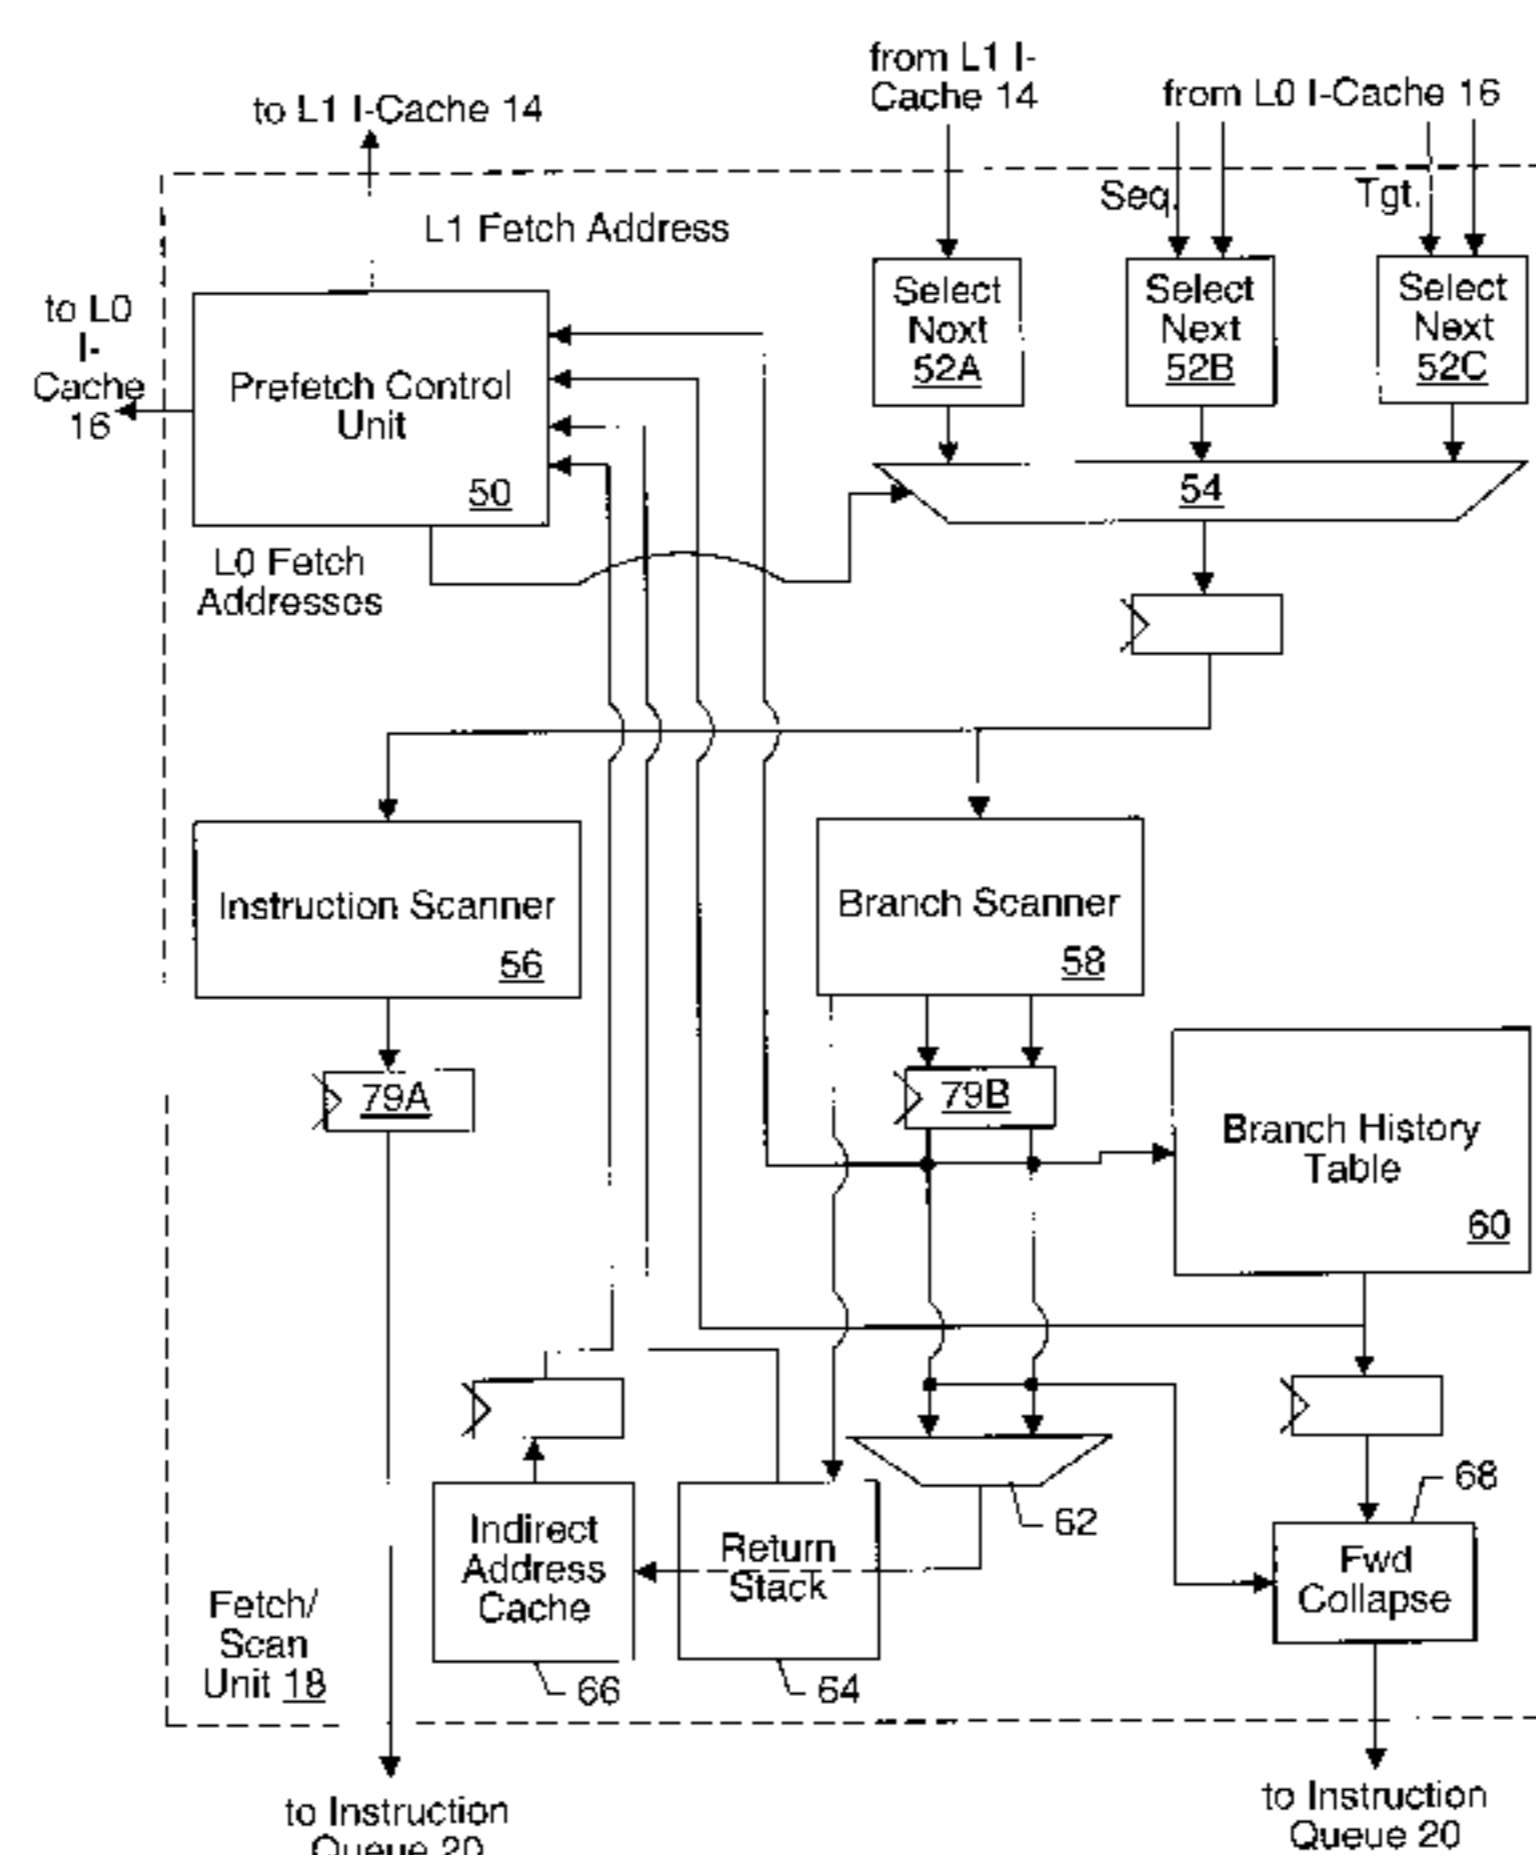 from L1 I-
Cache 14
from L0 I-Cache 16
to L1 I-Cache 14
Seq.
Tgt.
L1 Fetch Address
Select
Noxt
52A
Select
Next
52B
Select
Next
52C
to L0
I-
Cache
16
Prefetch Control
Unit
50
54
L0 Fetch
Addresses
Instruction Scanner
56
Branch Scanner
58
79A
79B
Branch History
Table
60
68
62
Indirect
Address
Cache
Return
Stack
Fwd
Collapse
Fetch/
Scan
Unit 18
66
64
to Instruction
Queue 20
to Instruction
Queue 20